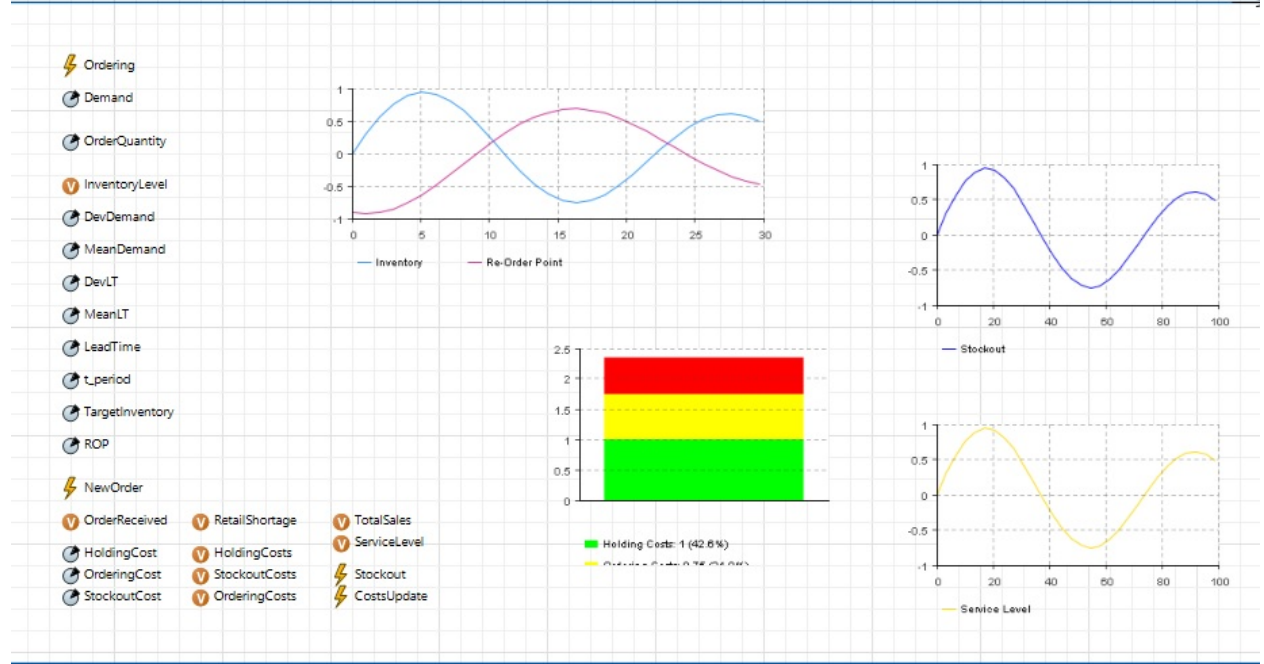 Ordering
Demand
OrderQuantity
InventoryLevel
DevDemand
MeanDemand
DevLT
MeanLT
LeadTime
t_period
TargetInventory
ROP
NewOrder
V OrderReceived V RetailShortage V TotalSales
V ServiceLevel
HoldingCost V HoldingCosts
OrderingCost V StockoutCosts Stockout
StockoutCost V OrderingCosts CostsUpdate
1
0.5
0
-0.5
-1
0 5 10 15 20 25 30
Inventory Re-Order Point
2.5
2
1.5
1
0.5
0
Holding Costs: 1 (42.6%)
1
0.5
0
-0.5
-1
0 20 40 60 80 100
Stockout
1
0.5
0
-0.5
-1
0 20 40 60 80 100
Service Level